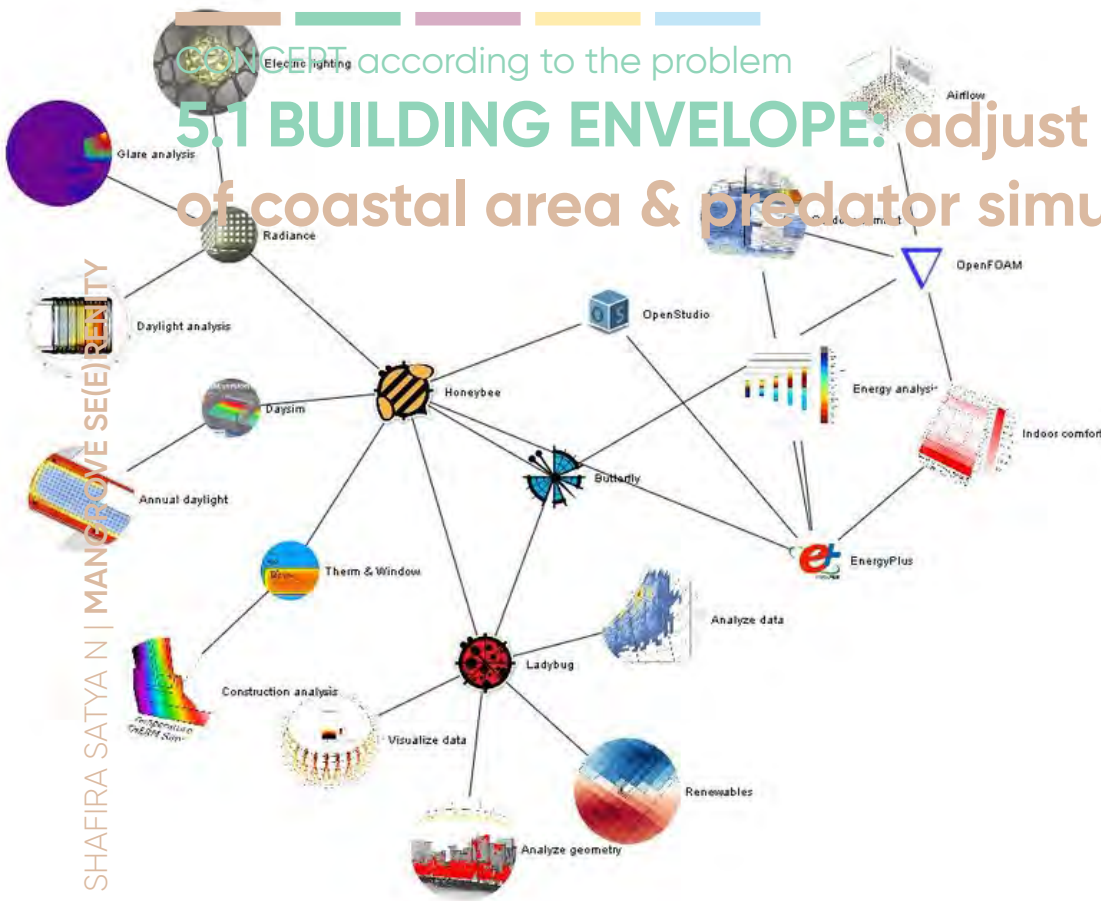 CONCEPT according to the problem
5.1 BUILDING ENVELOPE: adjust
of coastal area & predator simu
SHAFIRA SATYA N | MANGROVE SE(E)RENITY
Electric lighting
Airflow
Glare analysis
Radiance
OpenFOAM
OpenStudio
Daylight analysis
Honeybee
Energy analysis
Daysim
Indoor comfort
Butterfly
Annual daylight
EnergyPlus
Therm & Window
Analyze data
Ladybug
Construction analysis
Visualize data
Renewables
Analyze geometry